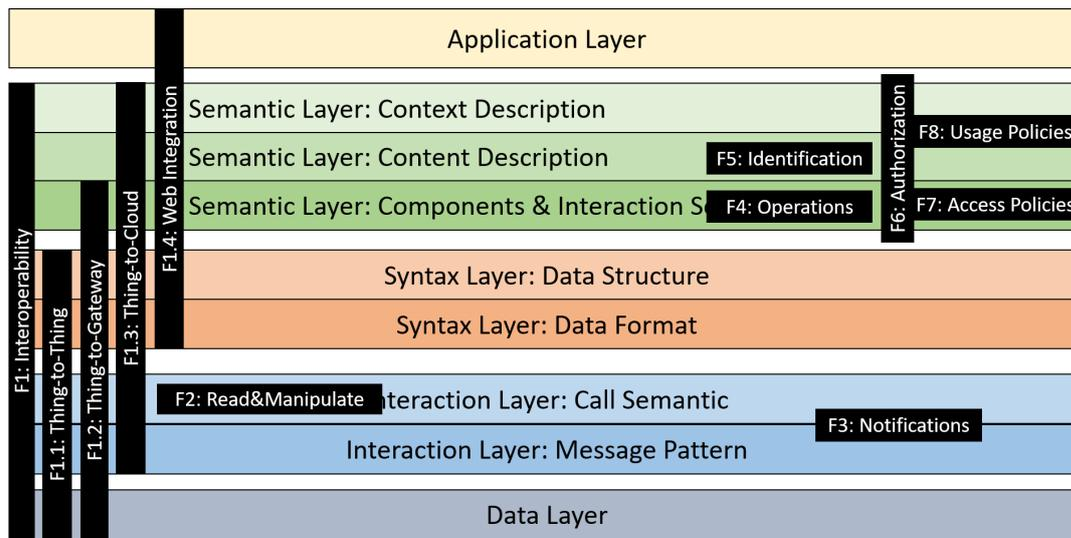 Application Layer
Semantic Layer: Context Description
Semantic Layer: Content Description
Semantic Layer: Components & Interaction
Syntax Layer: Data Structure
Syntax Layer: Data Format
nteraction Layer: Call Semantic
Interaction Layer: Message Pattern
Data Layer
F1: Interoperability
F1.1: Thing-to-Thing
F1.2: Thing-to-Gateway
F1.3: Thing-to-Cloud
F1.4: Web Integration
F2: Read&Manipulate
F3: Notifications
F4: Operations
F5: Identification
F6: Authorization
F7: Access Policies
F8: Usage Policies